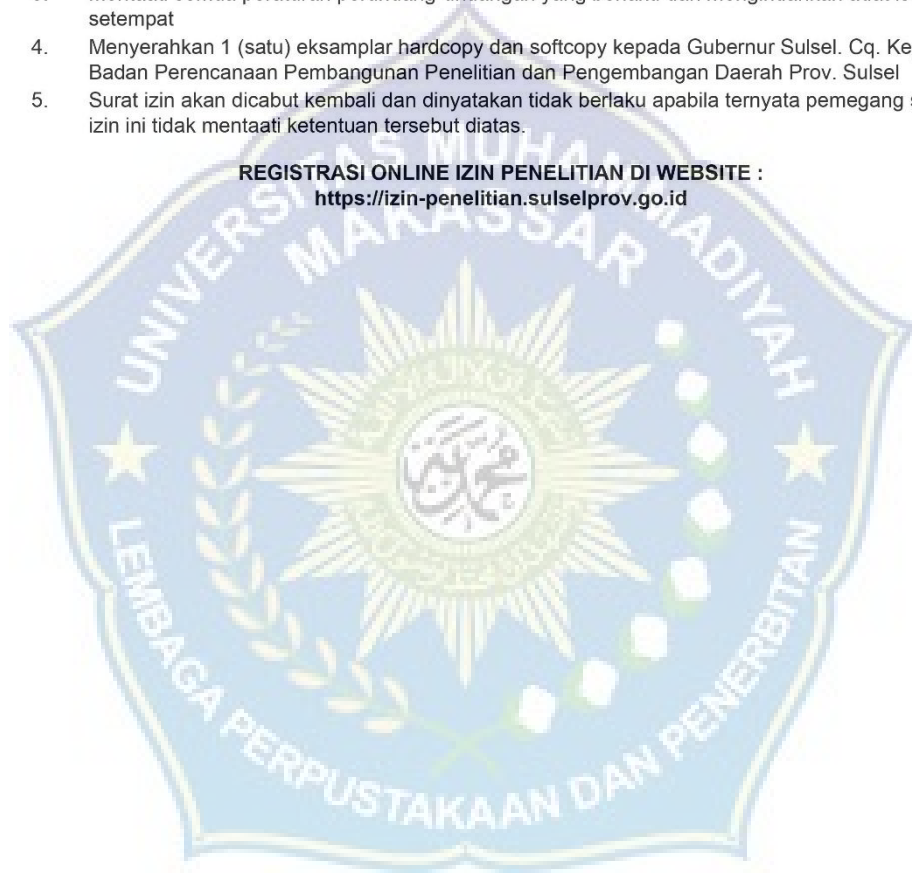 setempat
4. Menyerahkan 1 (satu) eksamplar hardcopy dan softcopy kepada Gubernur Sulsel. Cq.
Badan Perencanaan Pembangunan Penelitian dan Pengembangan Daerah Prov. Sulsel
5. Surat izin akan dicabut kembali dan dinyatakan tidak berlaku apabila ternyata pemegang
izin ini tidak mentaati ketentuan tersebut diatas.
REGISTRASI ONLINE IZIN PENELITIAN DI WEBSITE :
https://izin-penelitian.sulselprov.go.id
UNIVERSITAS MUHAMMADIYAH
MAKASSAR
محمدية
LEMBAGA PERPUSTAKAAN DAN PENERBITAN